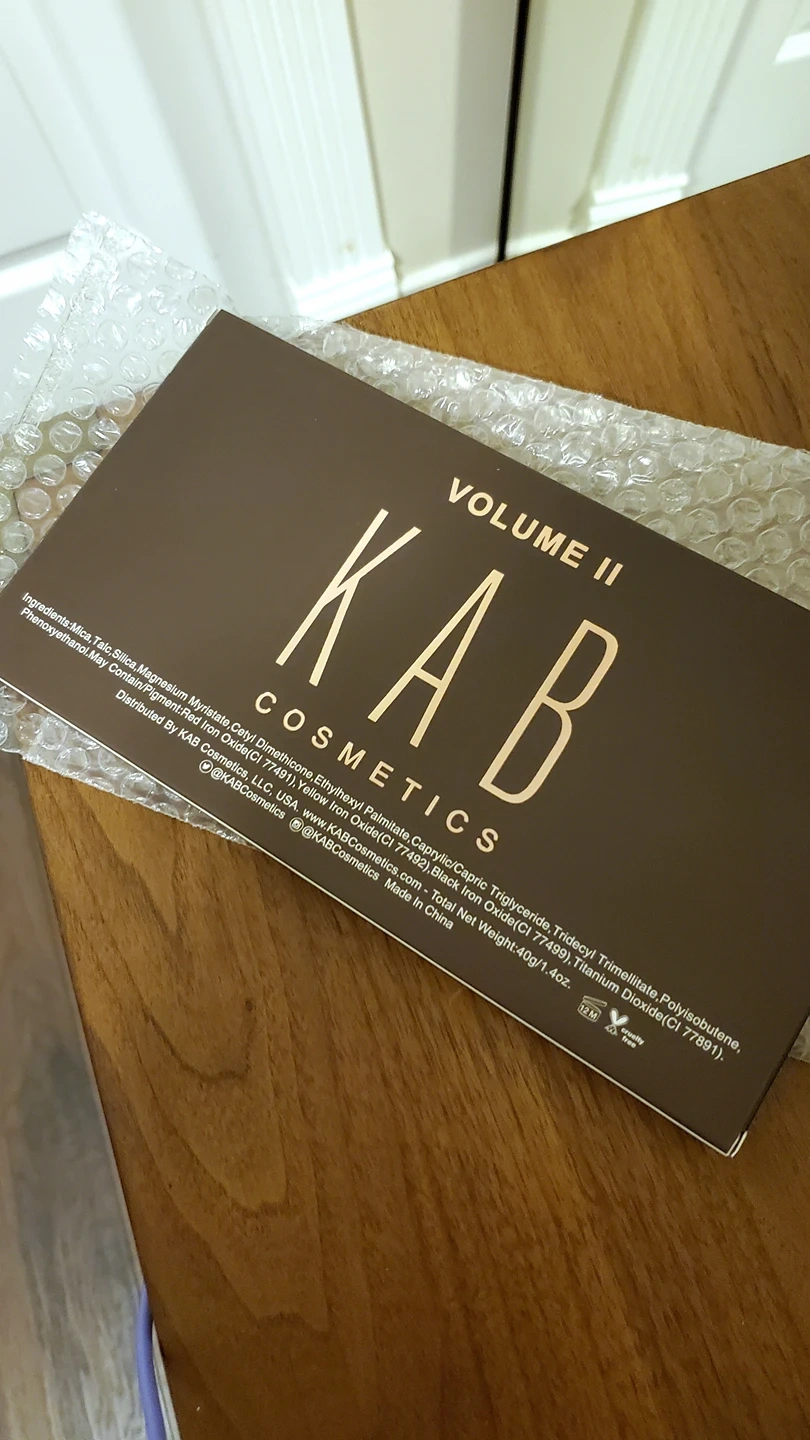 VOLUME II
KAB
COSMETICS
Ingredients:Mica,Talc,Silica,Magnesium Myristate,Cetyl Dimethicone,Ethylhexyl Palmitate,Caprylic/Capric Triglyceride,Tridecyl Trimellitate,Polyisobutene,
Phenoxyethanol.May Contain/Pigment:Red Iron Oxide(CI 77491),Yellow Iron Oxide(CI 77492),Black Iron Oxide(CI 77499),Titanium Dioxide(CI 77891).
Distributed By KAB Cosmetics, LLC, USA. www.KABCosmetics.com - Total Net Weight:40g/1.4oz.
@KABCosmetics @KABCosmetics Made In China
12 M
cruelty
free